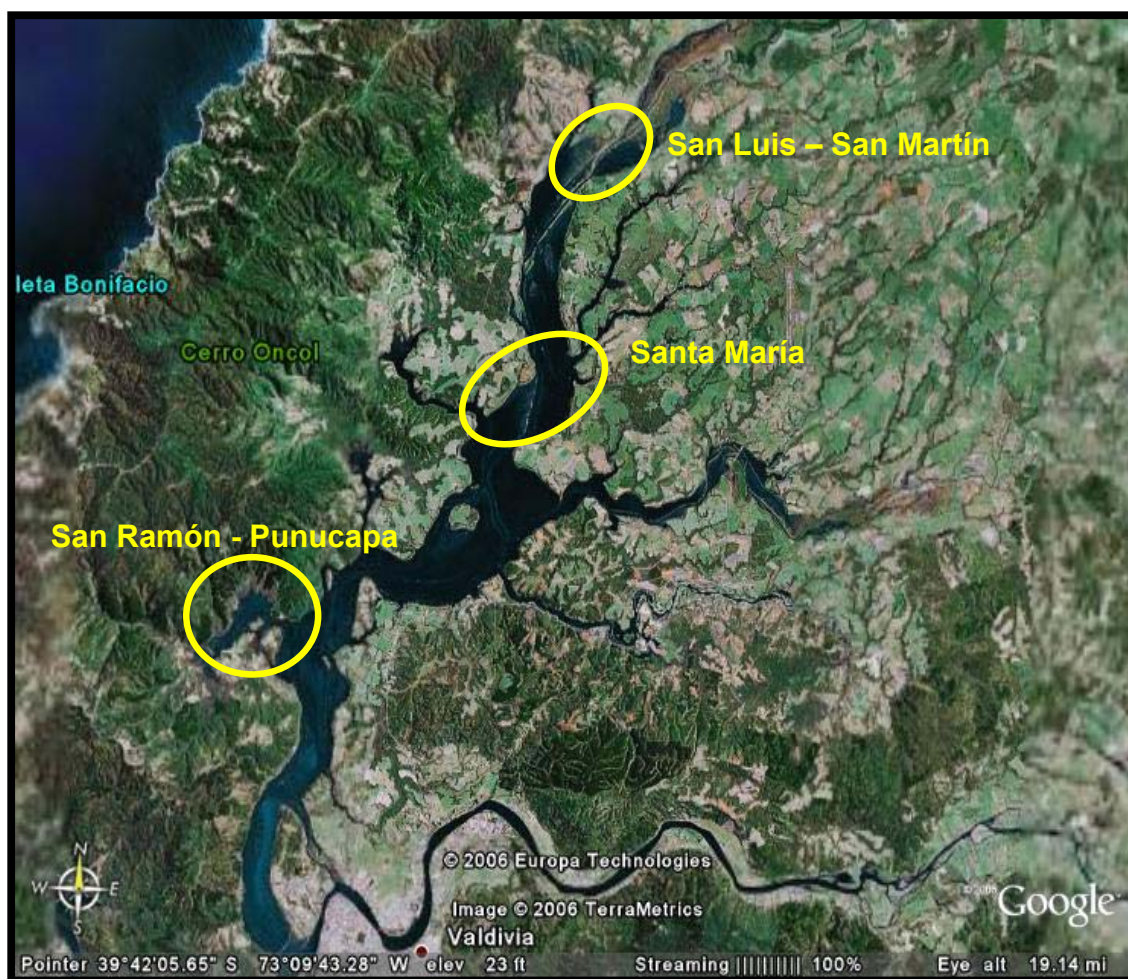 San Luis – San Martín
leta Bonifacio
Cerro Oncol
Santa María
San Ramón - Punucapa
N
W E
S
© 2006 Europa Technologies
© 2006 Google
Image © 2006 TerraMetrics
Valdivia
Pointer 39°42'05.65" S 73°09'43.28" W elev 23 ft Streaming |||||||||| 100% Eye alt 19.14 mi